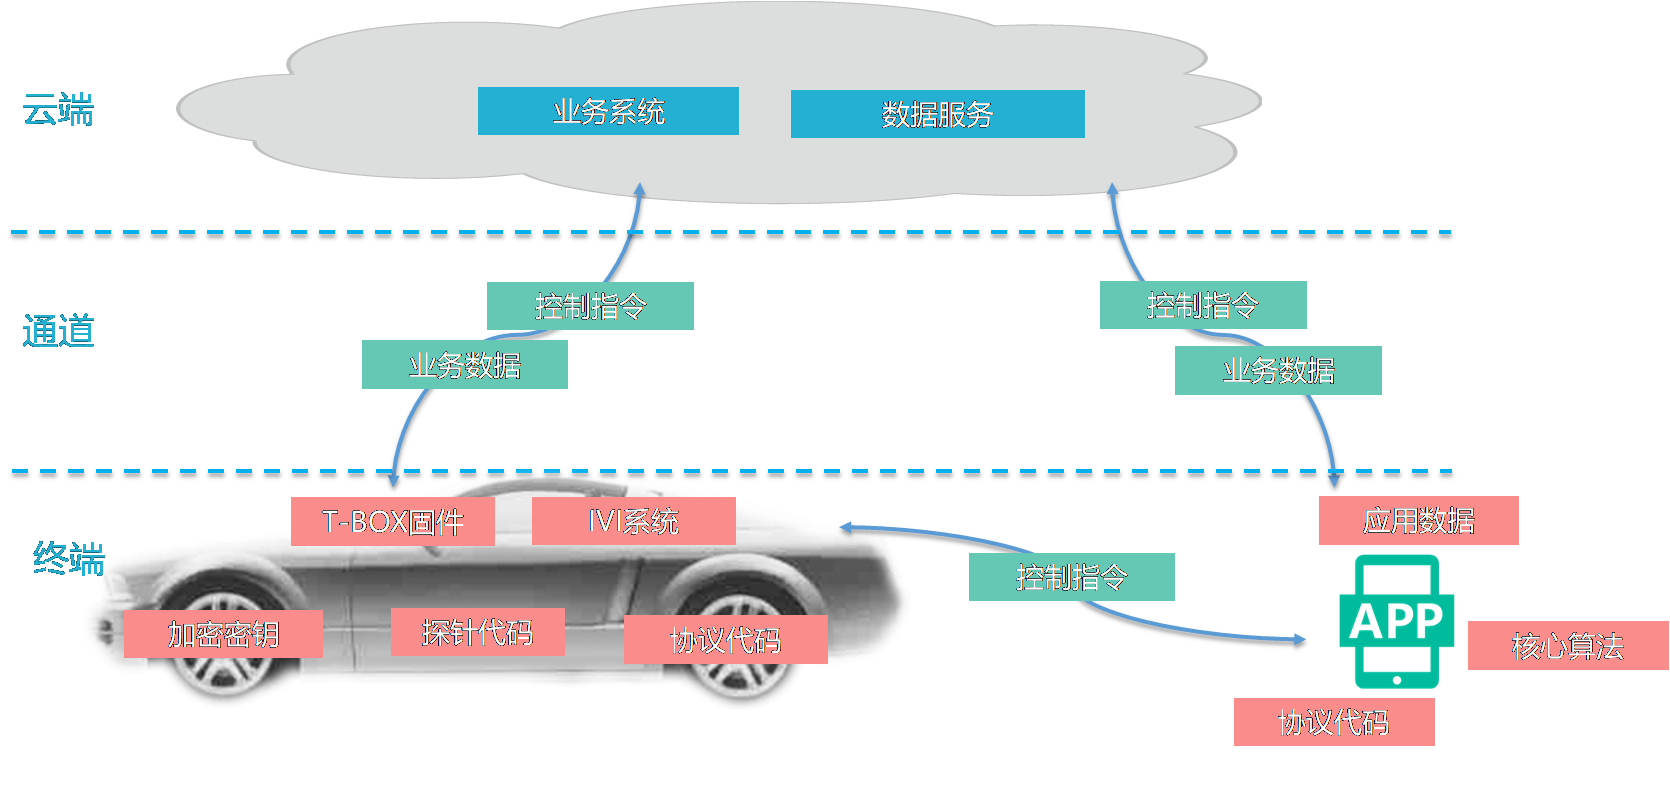 云端
业务系统
数据服务
通道
控制指令
业务数据
控制指令
业务数据
终端
T-BOX固件
IVI系统
加密密钥
探针代码
协议代码
控制指令
应用数据
APP
核心算法
协议代码